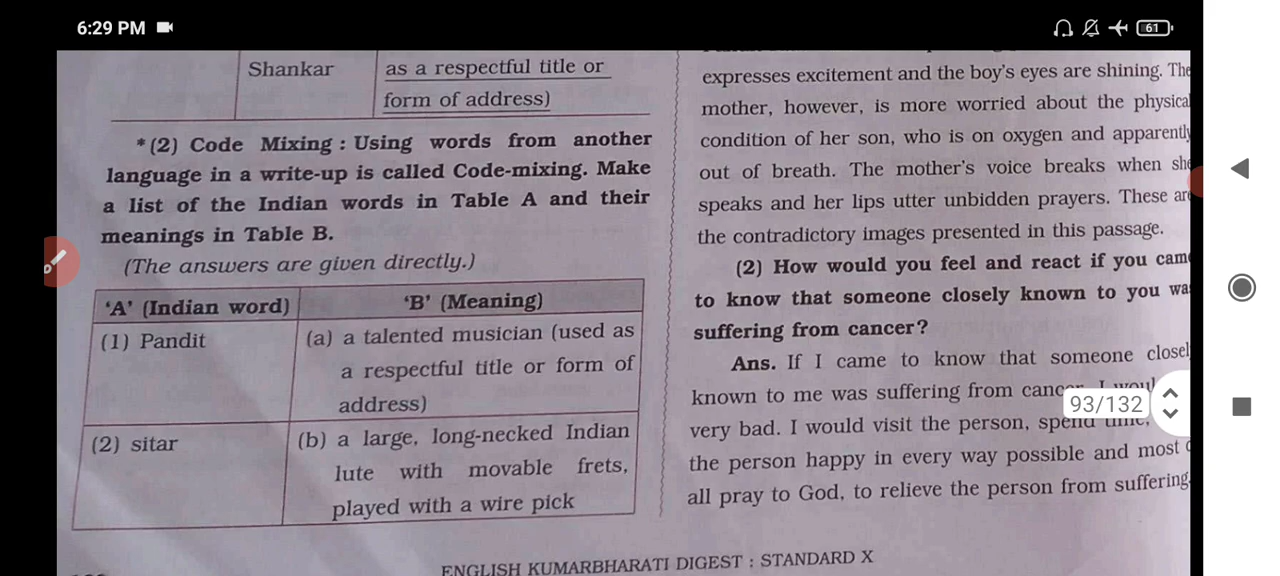 6:29 PM
61
Shankar
as a respectful title or
form of address)
*(2) Code Mixing : Using words from another
language in a write-up is called Code-mixing. Make
a list of the Indian words in Table A and their
meanings in Table B.
(The answers are given directly.)
'A' (Indian word)
'B' (Meaning)
(1) Pandit
(a) a talented musician (used as
a respectful title or form of
address)
(2) sitar
(b) a large, long-necked Indian
lute with movable frets,
played with a wire pick
expresses excitement and the boy's eyes are shining. The
mother, however, is more worried about the physical
condition of her son, who is on oxygen and apparently
out of breath. The mother's voice breaks when she
speaks and her lips utter unbidden prayers. These are
the contradictory images presented in this passage.
(2) How would you feel and react if you came
to know that someone closely known to you was
suffering from cancer?
Ans. If I came to know that someone closel
known to me was suffering from cancer, I woul
very bad. I would visit the person, spend time,
the person happy in every way possible and most
all pray to God, to relieve the person from suffering.
93/132
ENGLISH KUMARBHARATI DIGEST : STANDARD X